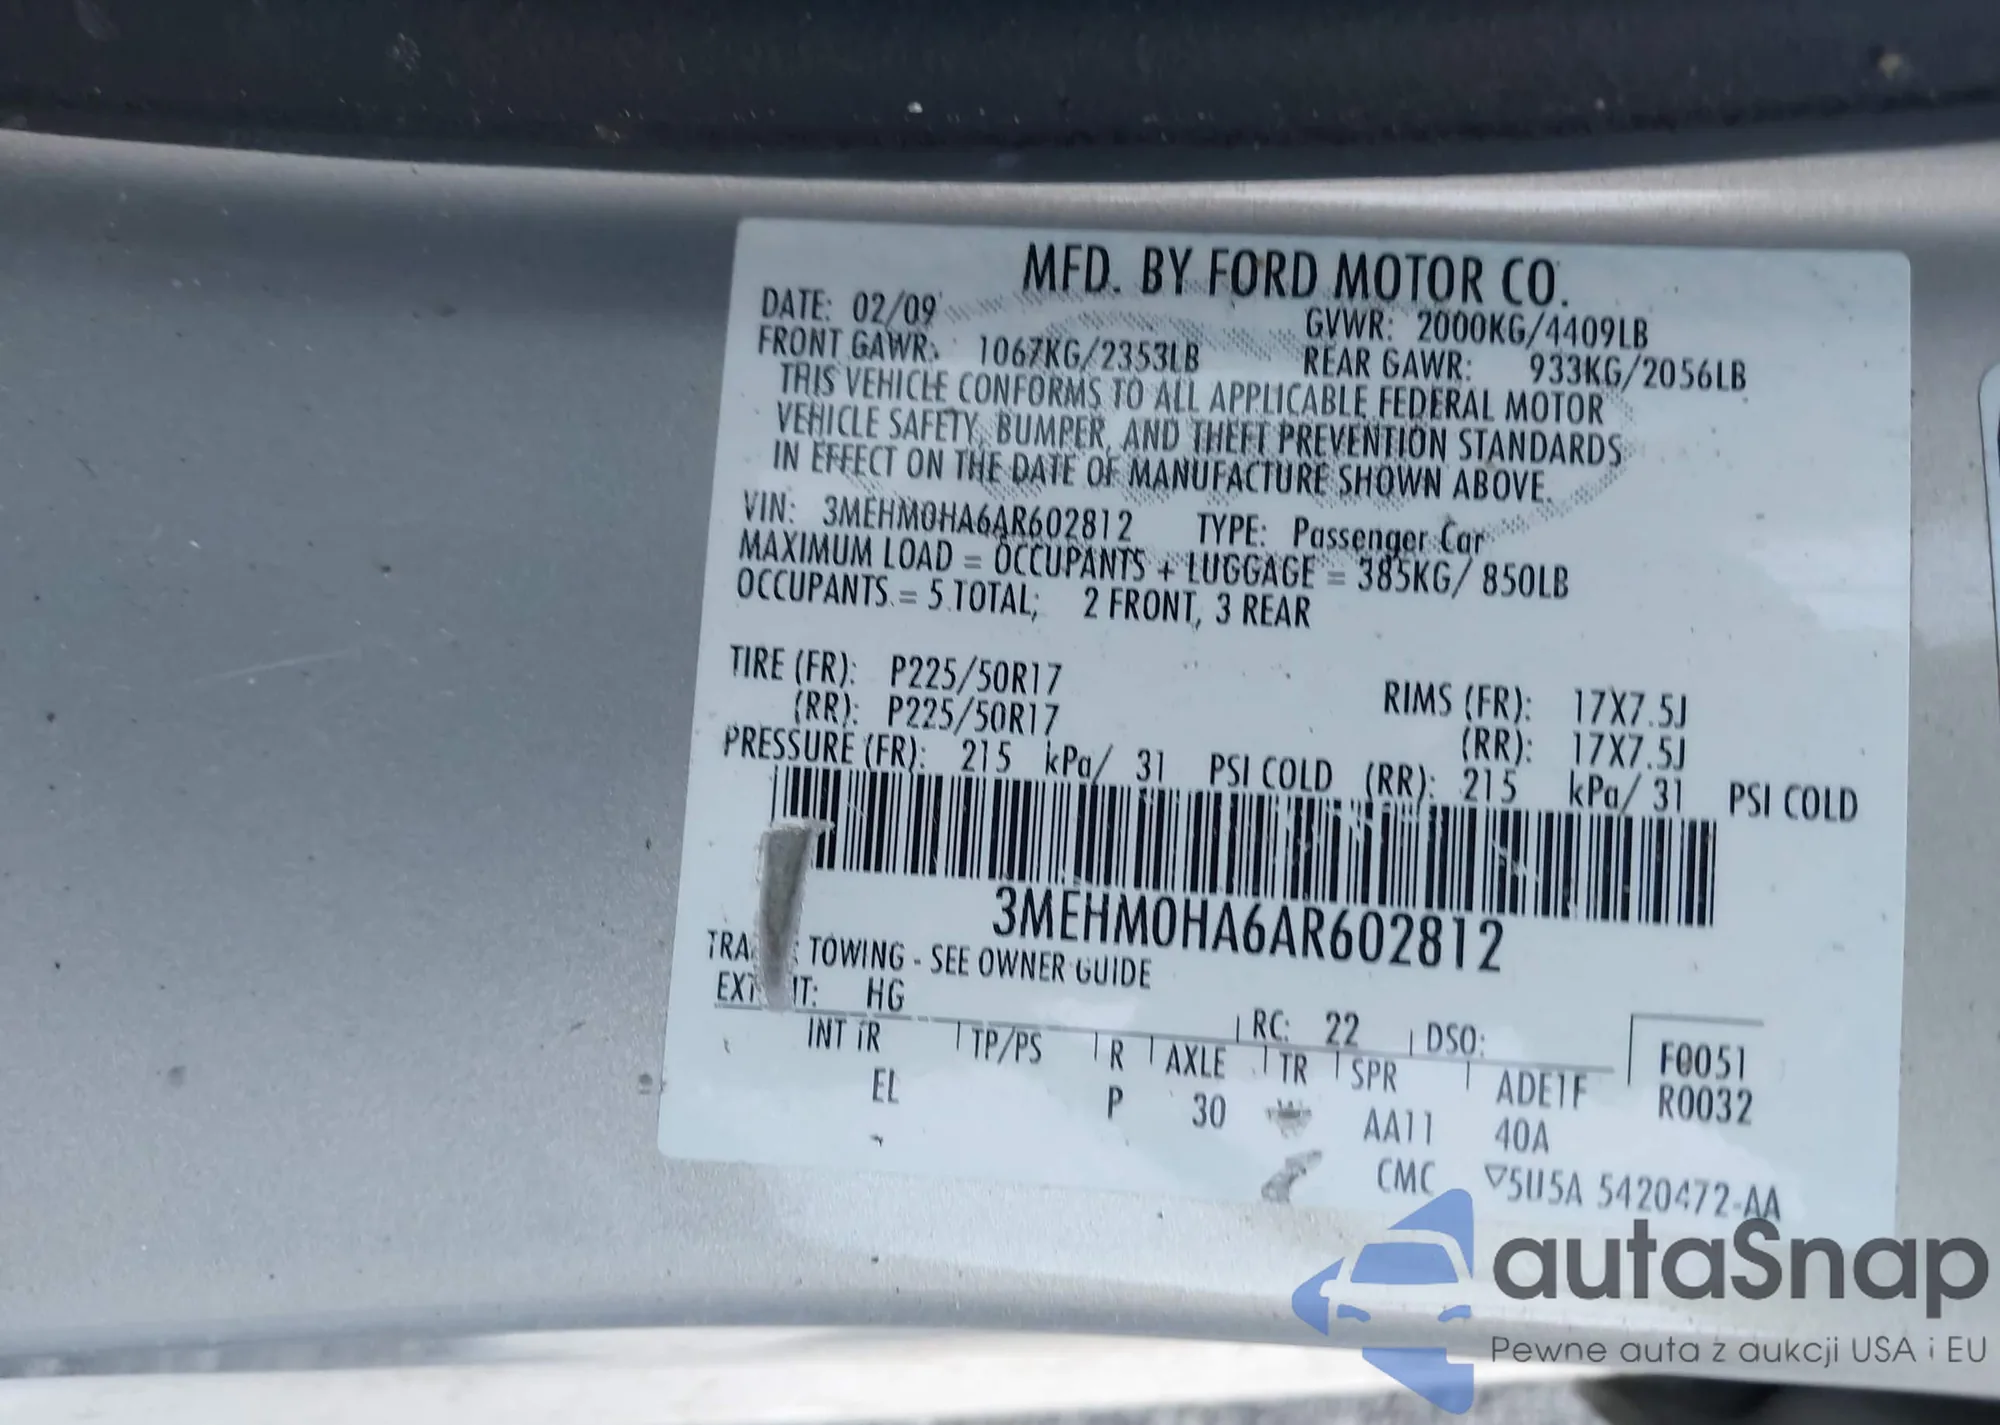 MFD. BY FORD MOTOR CO.
DATE: 02/09 GVWR: 2000KG/4409LB
FRONT GAWR: 1067KG/2353LB REAR GAWR: 933KG/2056LB
THIS VEHICLE CONFORMS TO ALL APPLICABLE FEDERAL MOTOR
VEHICLE SAFETY, BUMPER, AND THEFT PREVENTION STANDARDS
IN EFFECT ON THE DATE OF MANUFACTURE SHOWN ABOVE.
VIN: 3MEHM0HA6AR602812 TYPE: Passenger Car
MAXIMUM LOAD = OCCUPANTS + LUGGAGE = 385KG/ 850LB
OCCUPANTS = 5 TOTAL; 2 FRONT, 3 REAR
TIRE (FR): P225/50R17 RIMS (FR): 17X7.5J
(RR): P225/50R17 (RR): 17X7.5J
PRESSURE (FR): 215 kPa/ 31 PSI COLD (RR): 215 kPa/ 31 PSI COLD
3MEHM0HA6AR602812
TOWING - SEE OWNER GUIDE
HG RC: 22 DSO: F0051
INT TR TP/PS R AXLE TR SPR ADE1F R0032
EL P 30 AA11 40A
CMC ▽5U5A 5420472-AA
autaSnap
Pewne auta z aukcji USA i EU